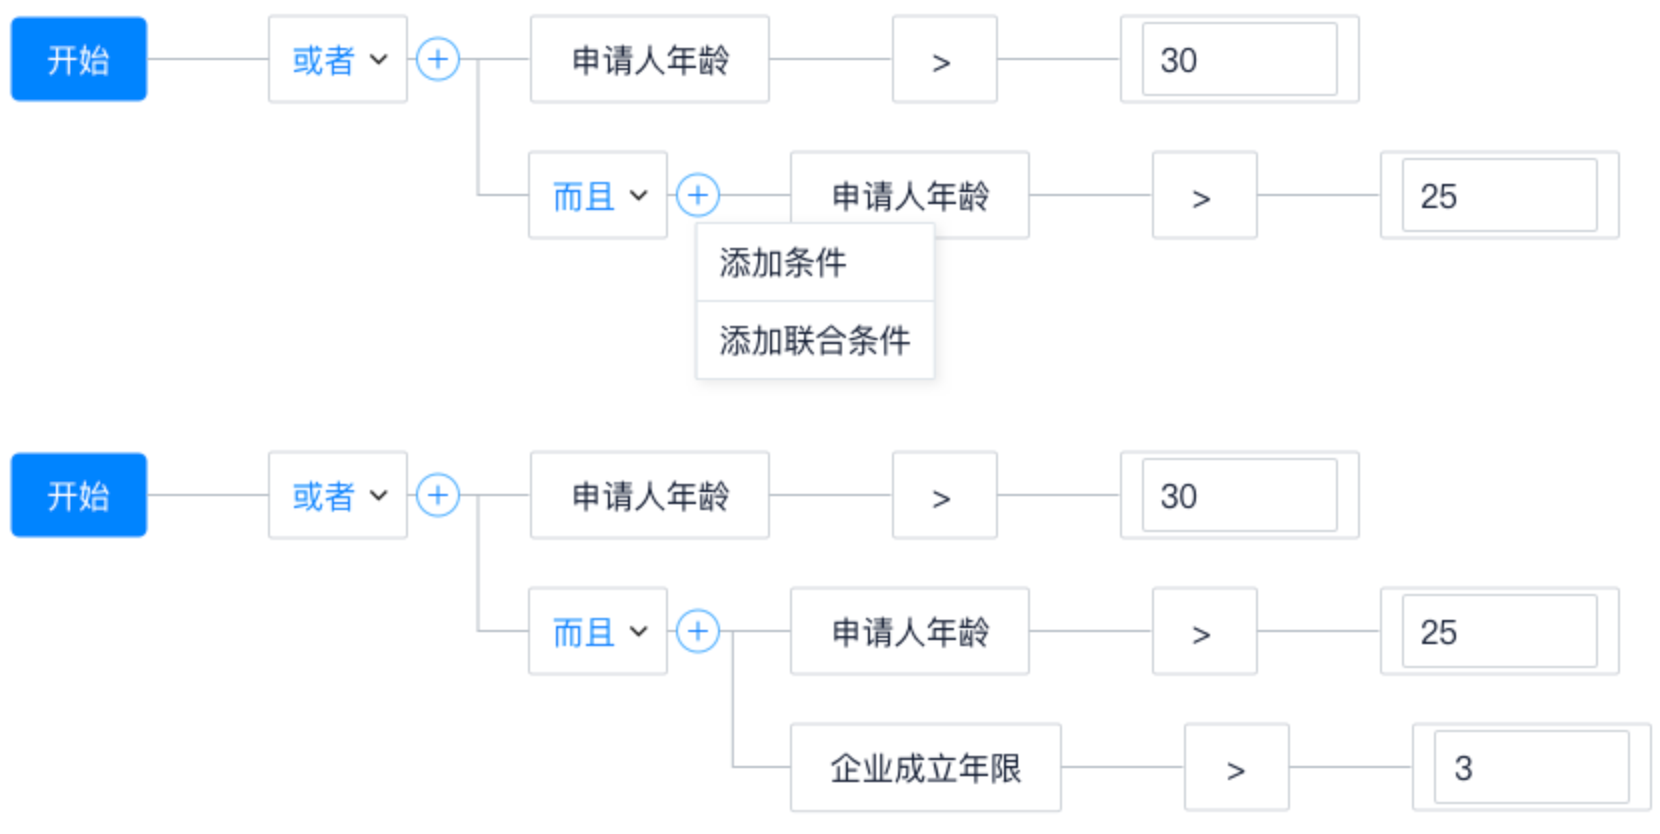 开始 或者 申请人年龄 > 30
而且 申请人年龄 > 25
添加条件
添加联合条件
开始 或者 申请人年龄 > 30
而且 申请人年龄 > 25
企业成立年限 > 3